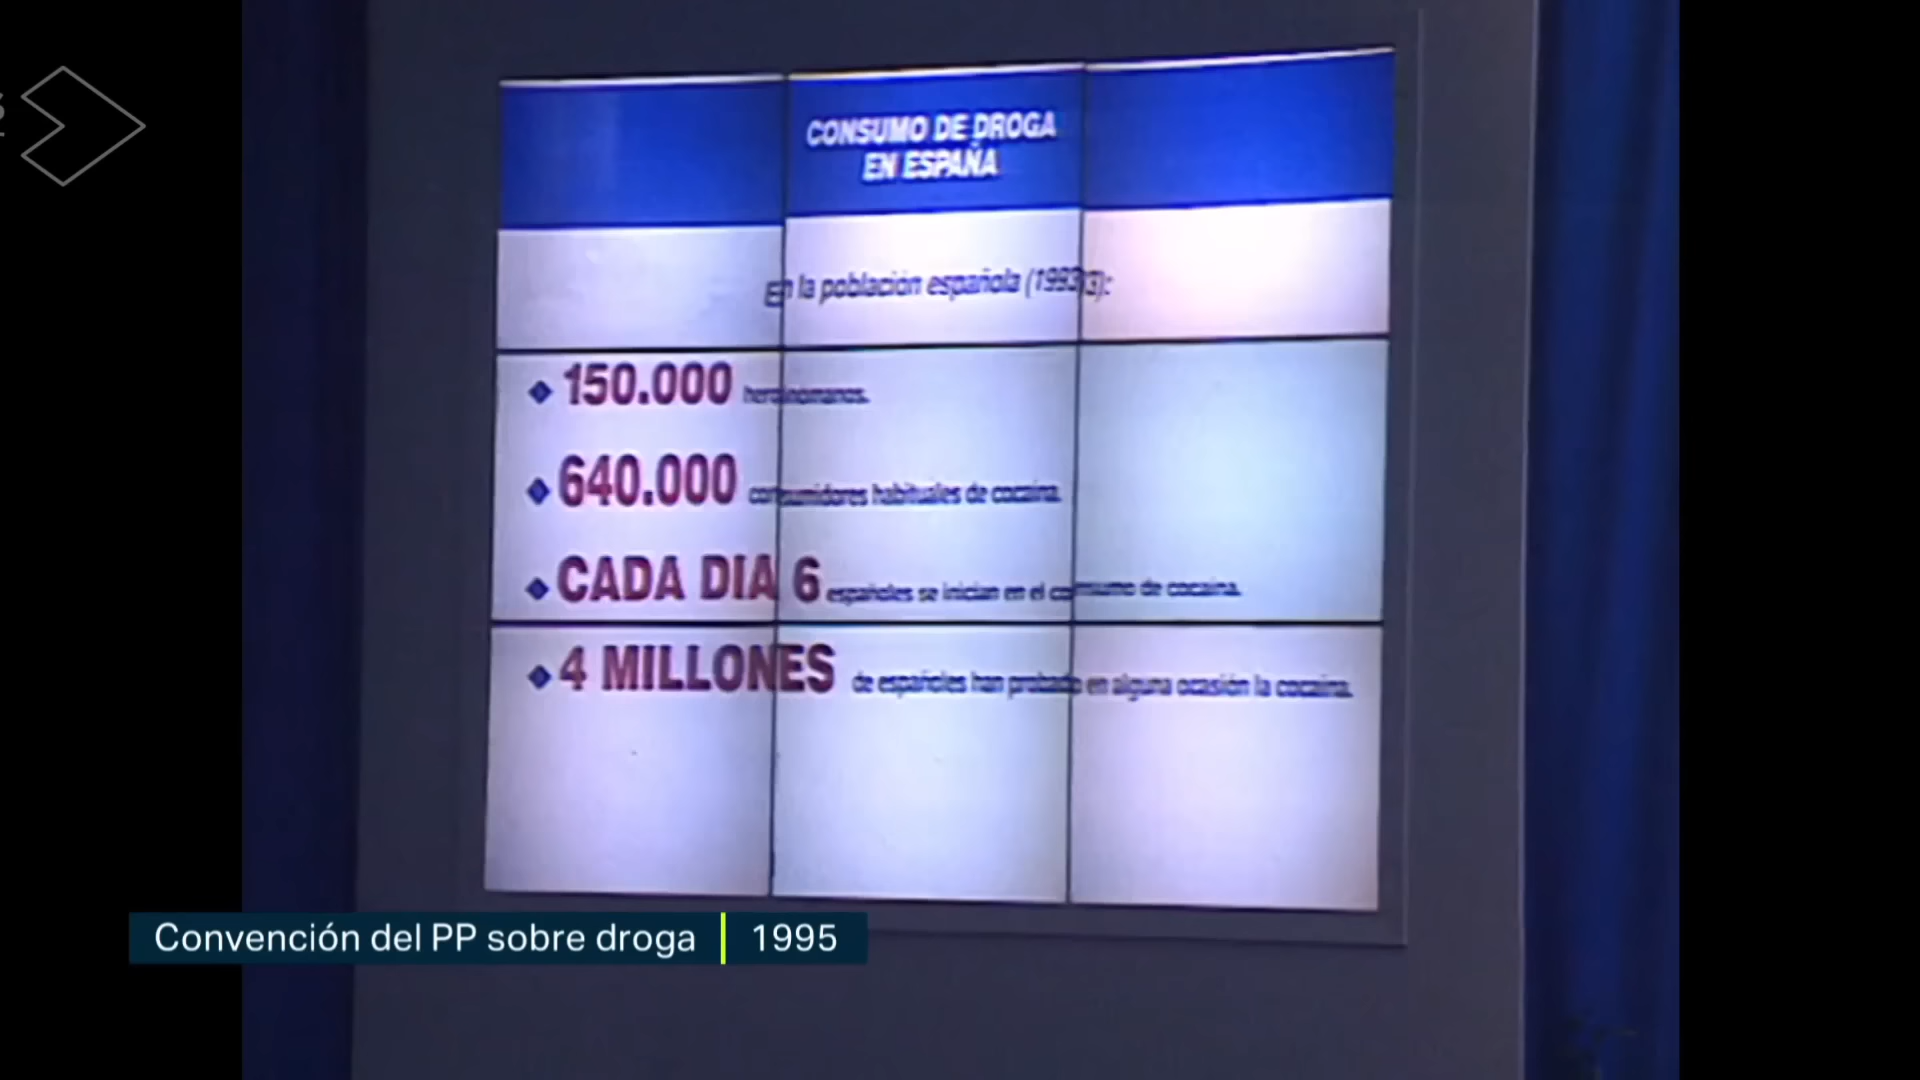 CONSUMO DE DROGA
EN ESPAÑA
En la población española (1993):
150.000 heroinómanos.
640.000 consumidores habituales de cocaína.
CADA DIA 6 españoles se inician en el consumo de cocaína.
4 MILLONES de españoles han probado en alguna ocasión la cocaína.
Convención del PP sobre droga 1995